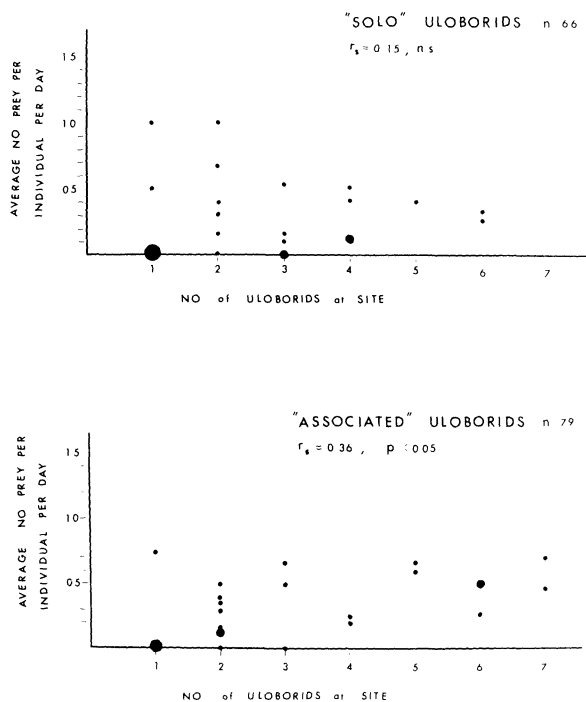 "SOLO" ULOBORIDS n 66
rs = 0 15 , n s
AVERAGE NO PREY PER
INDIVIDUAL PER DAY
1 5
1 0
0 5
1 2 3 4 5 6 7
NO of ULOBORIDS at SITE
"ASSOCIATED" ULOBORIDS n 79
rs = 0 36 , p 0 05
AVERAGE NO PREY PER
INDIVIDUAL PER DAY
1 5
1 0
0 5
1 2 3 4 5 6 7
NO of ULOBORIDS at SITE